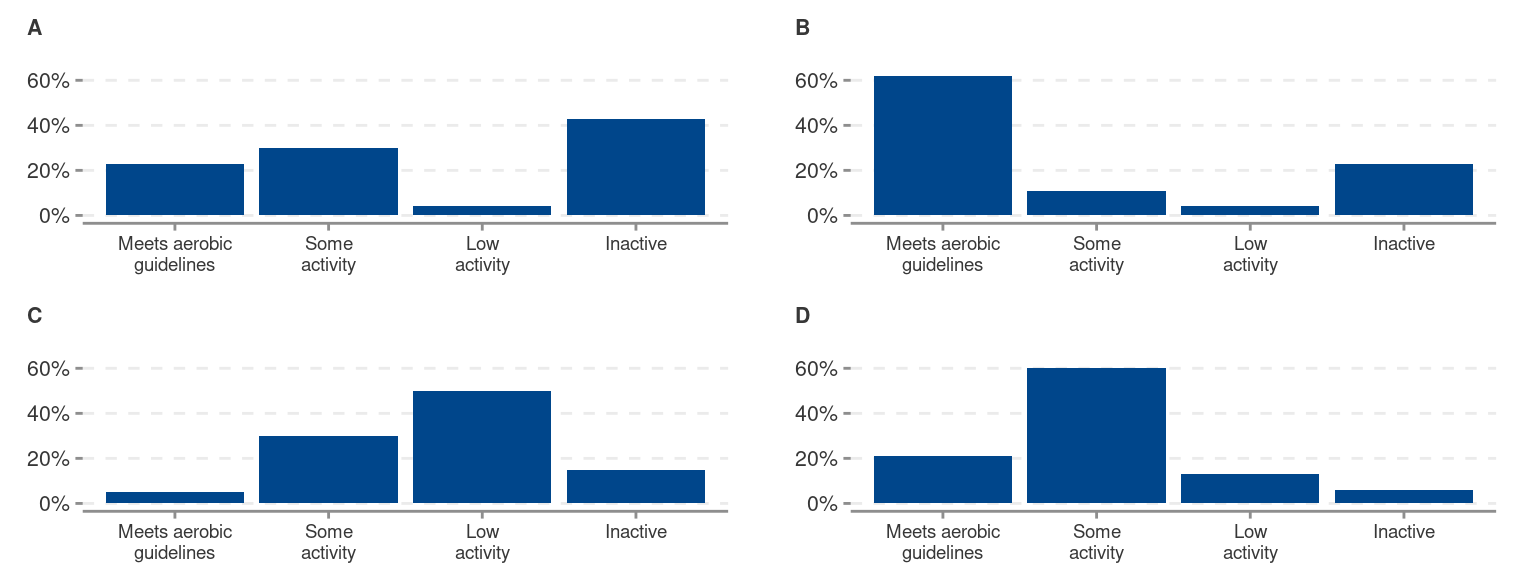 A
60%
40%
20%
0%
Meets aerobic
guidelines
Some
activity
Low
activity
Inactive
B
60%
40%
20%
0%
Meets aerobic
guidelines
Some
activity
Low
activity
Inactive
C
60%
40%
20%
0%
Meets aerobic
guidelines
Some
activity
Low
activity
Inactive
D
60%
40%
20%
0%
Meets aerobic
guidelines
Some
activity
Low
activity
Inactive